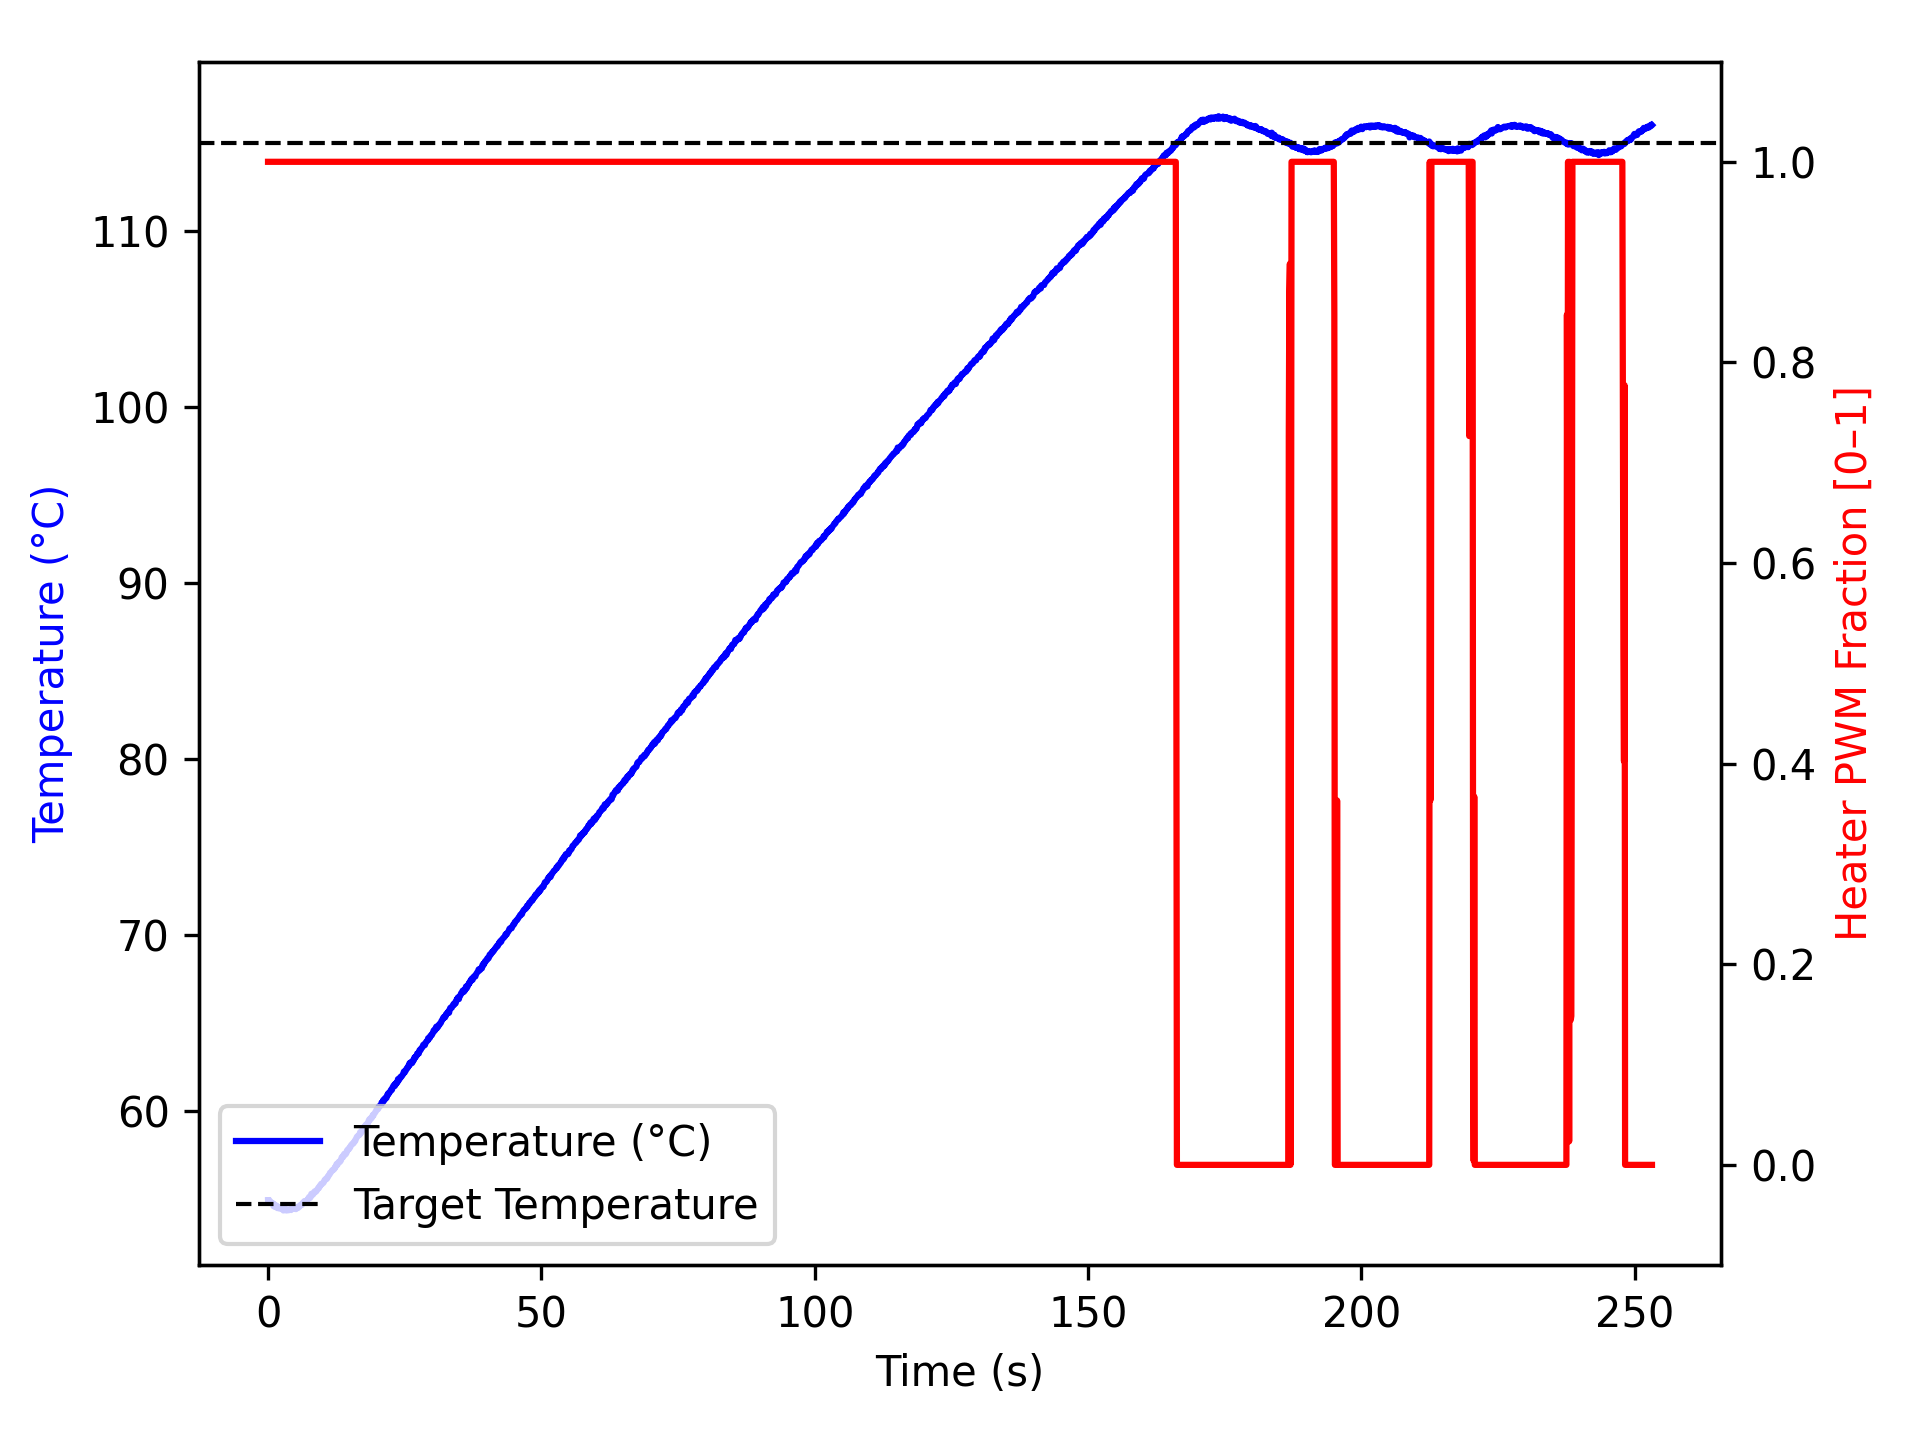 110
100
90
80
70
60
Temperature (°C)
1.0
0.8
0.6
0.4
0.2
0.0
Heater PWM Fraction [0–1]
Temperature (°C)
Target Temperature
0 50 100 150 200 250
Time (s)